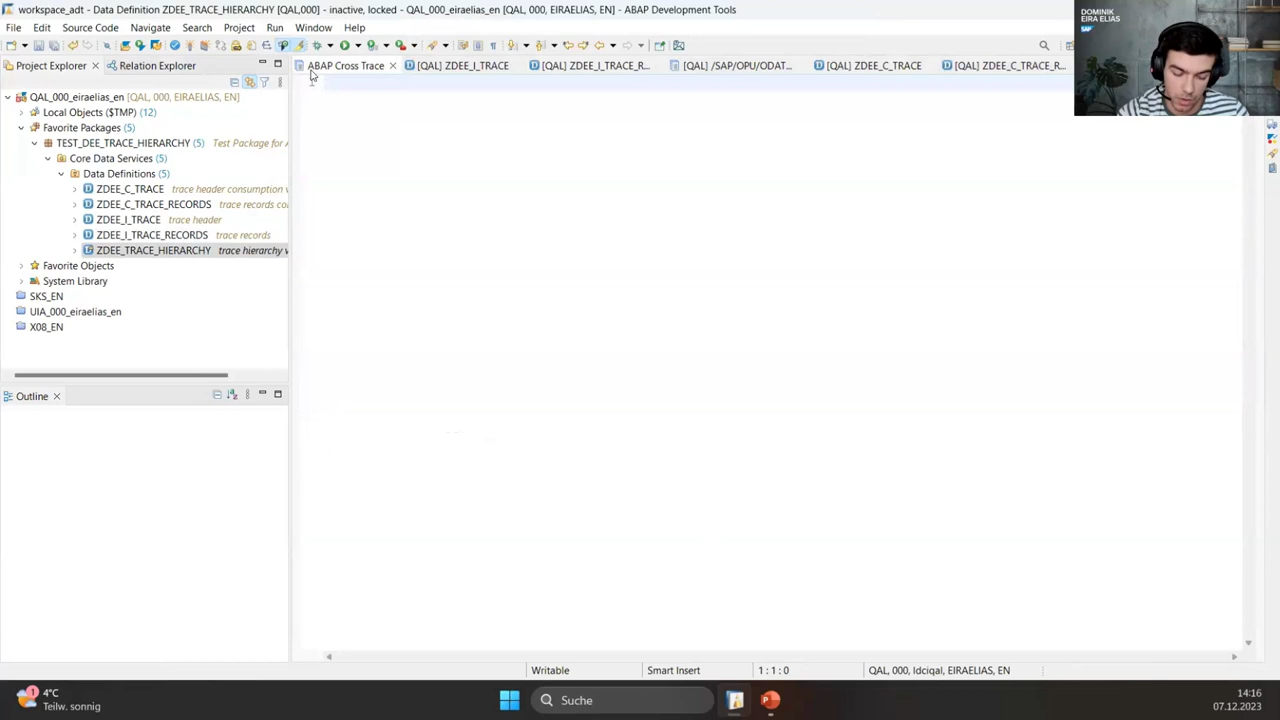 workspace_adt - Data Definition ZDEE_TRACE_HIERARCHY [QAL,000] - inactive, locked - QAL_000_eiraelias_en [QAL, 000, EIRAELIAS, EN] - ABAP Development Tools
File Edit Source Code Navigate Search Project Run Window Help
DOMINIK
EIRA ELIAS
SAP
Project Explorer Relation Explorer
ABAP Cross Trace [QAL] ZDEE_I_TRACE [QAL] ZDEE_I_TRACE_R... [QAL] /SAP/OPU/ODAT... [QAL] ZDEE_C_TRACE [QAL] ZDEE_C_TRACE_R...
QAL_000_eiraelias_en [QAL, 000, EIRAELIAS, EN]
Local Objects ($TMP) (12)
Favorite Packages (5)
TEST_DEE_TRACE_HIERARCHY (5) Test Package for
Core Data Services (5)
Data Definitions (5)
ZDEE_C_TRACE trace header consumption
ZDEE_C_TRACE_RECORDS trace records
ZDEE_I_TRACE trace header
ZDEE_I_TRACE_RECORDS trace records
ZDEE_TRACE_HIERARCHY trace hierarchy
Favorite Objects
System Library
SKS_EN
UIA_000_eiraelias_en
X08_EN
Outline
Writable Smart Insert 1 : 1 : 0 QAL, 000, ldciqal, EIRAELIAS, EN
1
4°C
Teilw. sonnig
Suche
14:16
07.12.2023